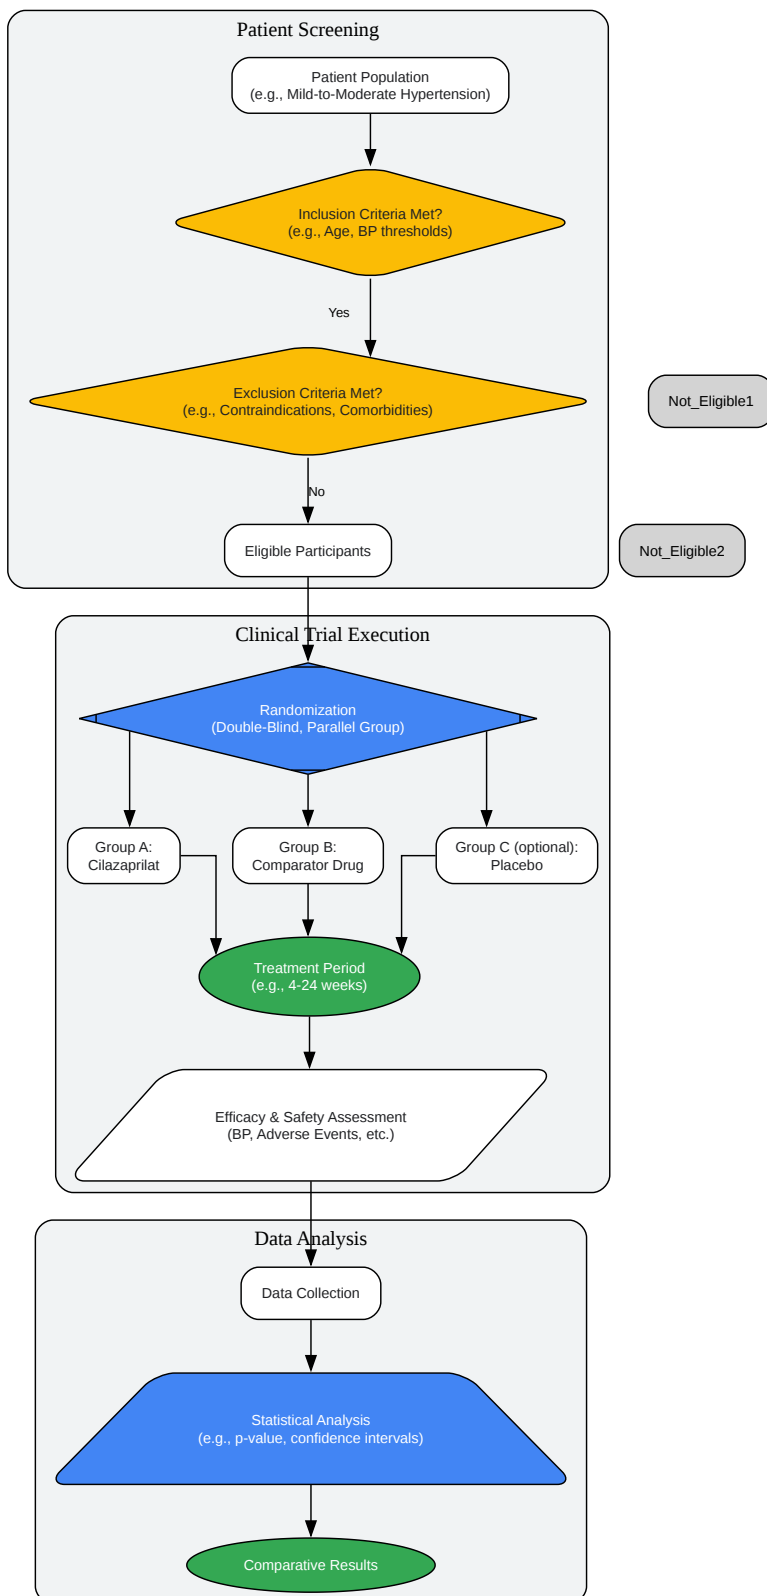 Patient Screening
Patient Population
(e.g., Mild-to-Moderate Hypertension)
Inclusion Criteria Met?
(e.g., Age, BP thresholds)
Yes
Exclusion Criteria Met?
(e.g., Contraindications, Comorbidities)
Not_Eligible1
No
Eligible Participants
Not_Eligible2
Clinical Trial Execution
Randomization
(Double-Blind, Parallel Group)
Group A:
Cilazaprilat
Group B:
Comparator Drug
Group C (optional):
Placebo
Treatment Period
(e.g., 4-24 weeks)
Efficacy & Safety Assessment
(BP, Adverse Events, etc.)
Data Analysis
Data Collection
Statistical Analysis
(e.g., p-value, confidence intervals)
Comparative Results